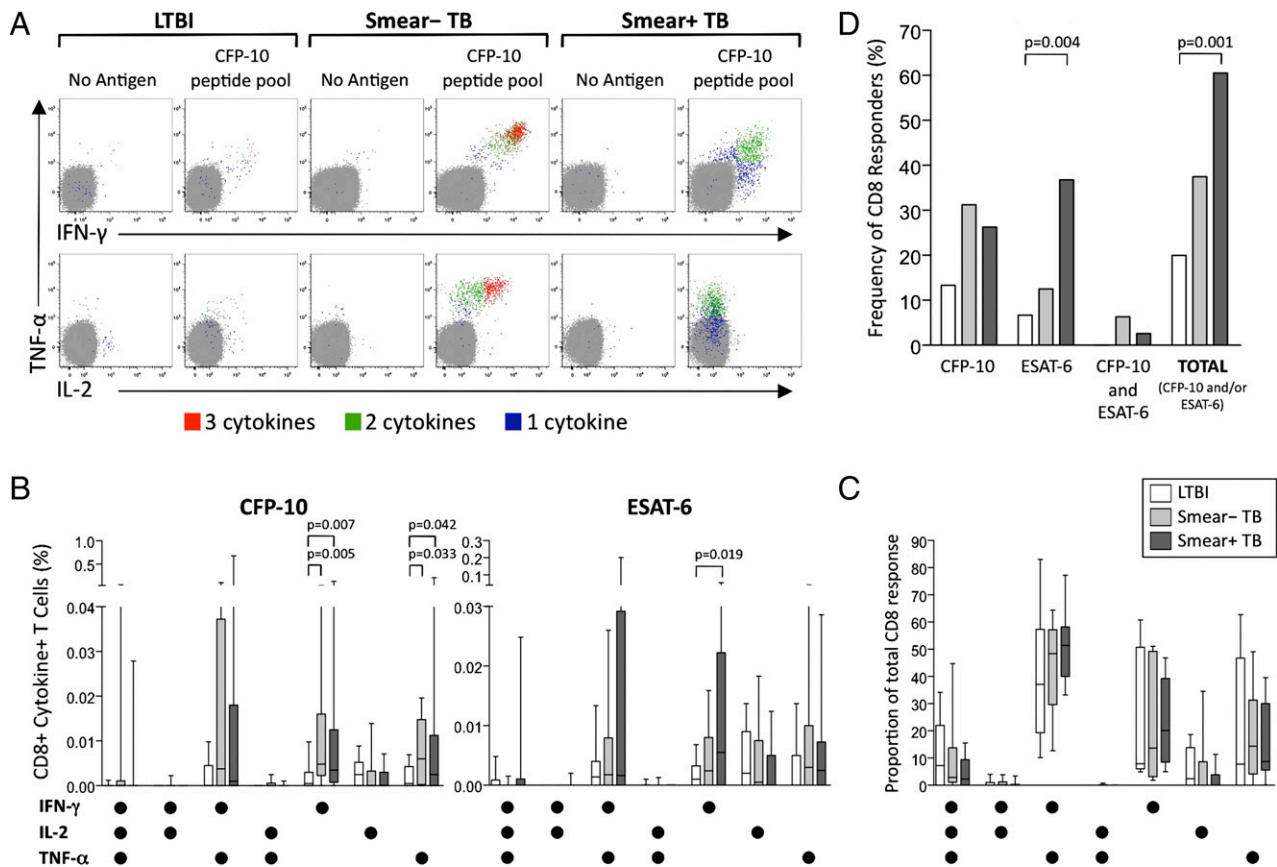 A
LTBI
Smear– TB
Smear+ TB
No Antigen
CFP-10
peptide pool
No Antigen
CFP-10
peptide pool
No Antigen
CFP-10
peptide pool
TNF-α
IFN-γ
IL-2
3 cytokines
2 cytokines
1 cytokine
D
Frequency of CD8 Responders (%)
70
60
50
40
30
20
10
0
p=0.004
p=0.001
CFP-10
ESAT-6
CFP-10
and
ESAT-6
TOTAL
(CFP-10 and/or
ESAT-6)
B
CFP-10
CD8+ Cytokine+ T Cells (%)
1.0
0.5
0.04
0.03
0.02
0.01
0.00
p=0.007
p=0.005
p=0.042
p=0.033
ESAT-6
0.3
0.2
0.1
0.03
0.02
0.01
0.00
p=0.019
IFN-γ
IL-2
TNF-α
C
LTBI
Smear– TB
Smear+ TB
Proportion of total CD8 response
90
80
70
60
50
40
30
20
10
0